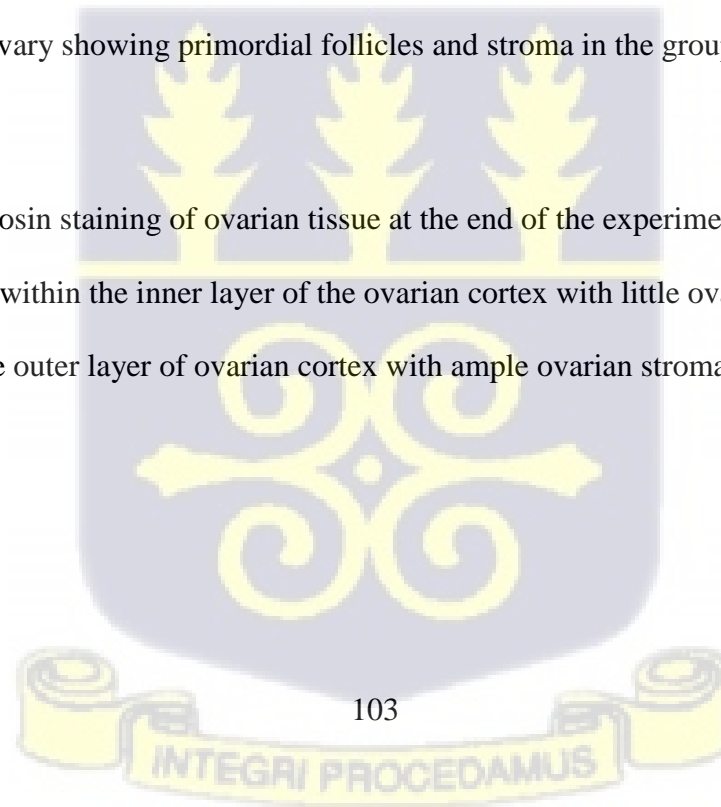 vary showing primordial follicles and stroma in the group
osin staining of ovarian tissue at the end of the experime
within the inner layer of the ovarian cortex with little ova
e outer layer of ovarian cortex with ample ovarian stroma
103
INTEGRI PROCEDAMUS